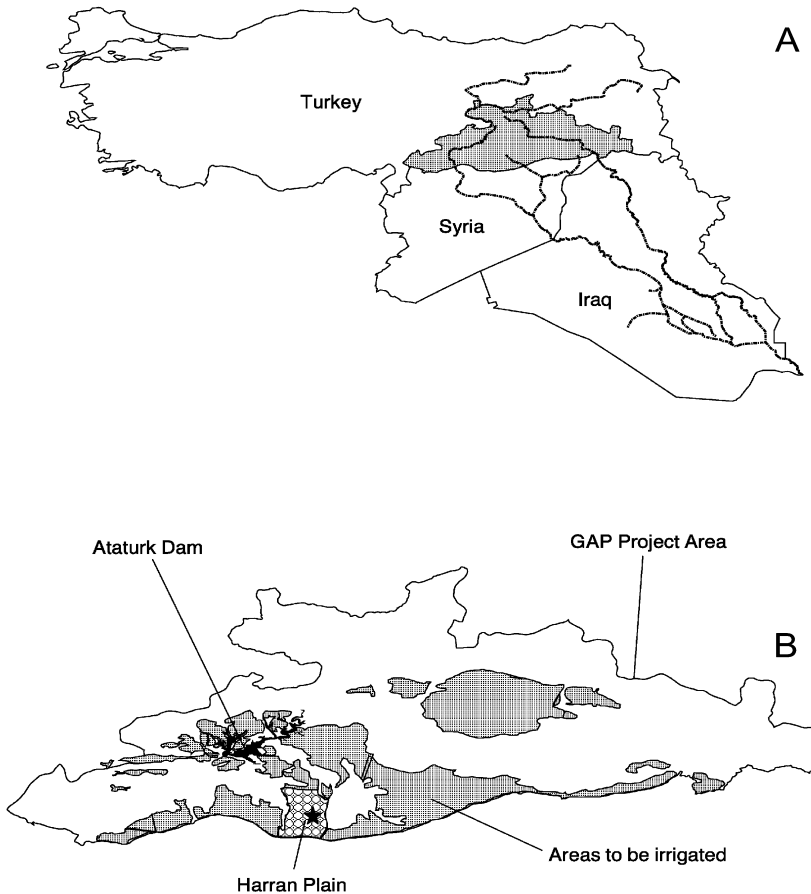 A
Turkey
Syria
Iraq
Ataturk Dam
GAP Project Area
B
Areas to be irrigated
Harran Plain